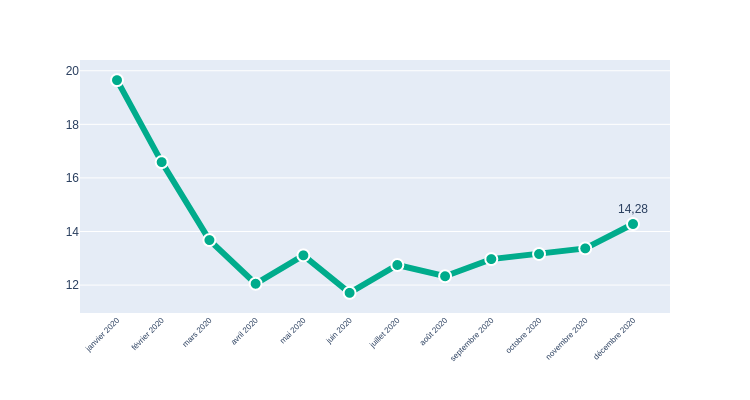 20
18
16
14
12
14,28
janvier 2020
février 2020
mars 2020
avril 2020
mai 2020
juin 2020
juillet 2020
août 2020
septembre 2020
octobre 2020
novembre 2020
décembre 2020